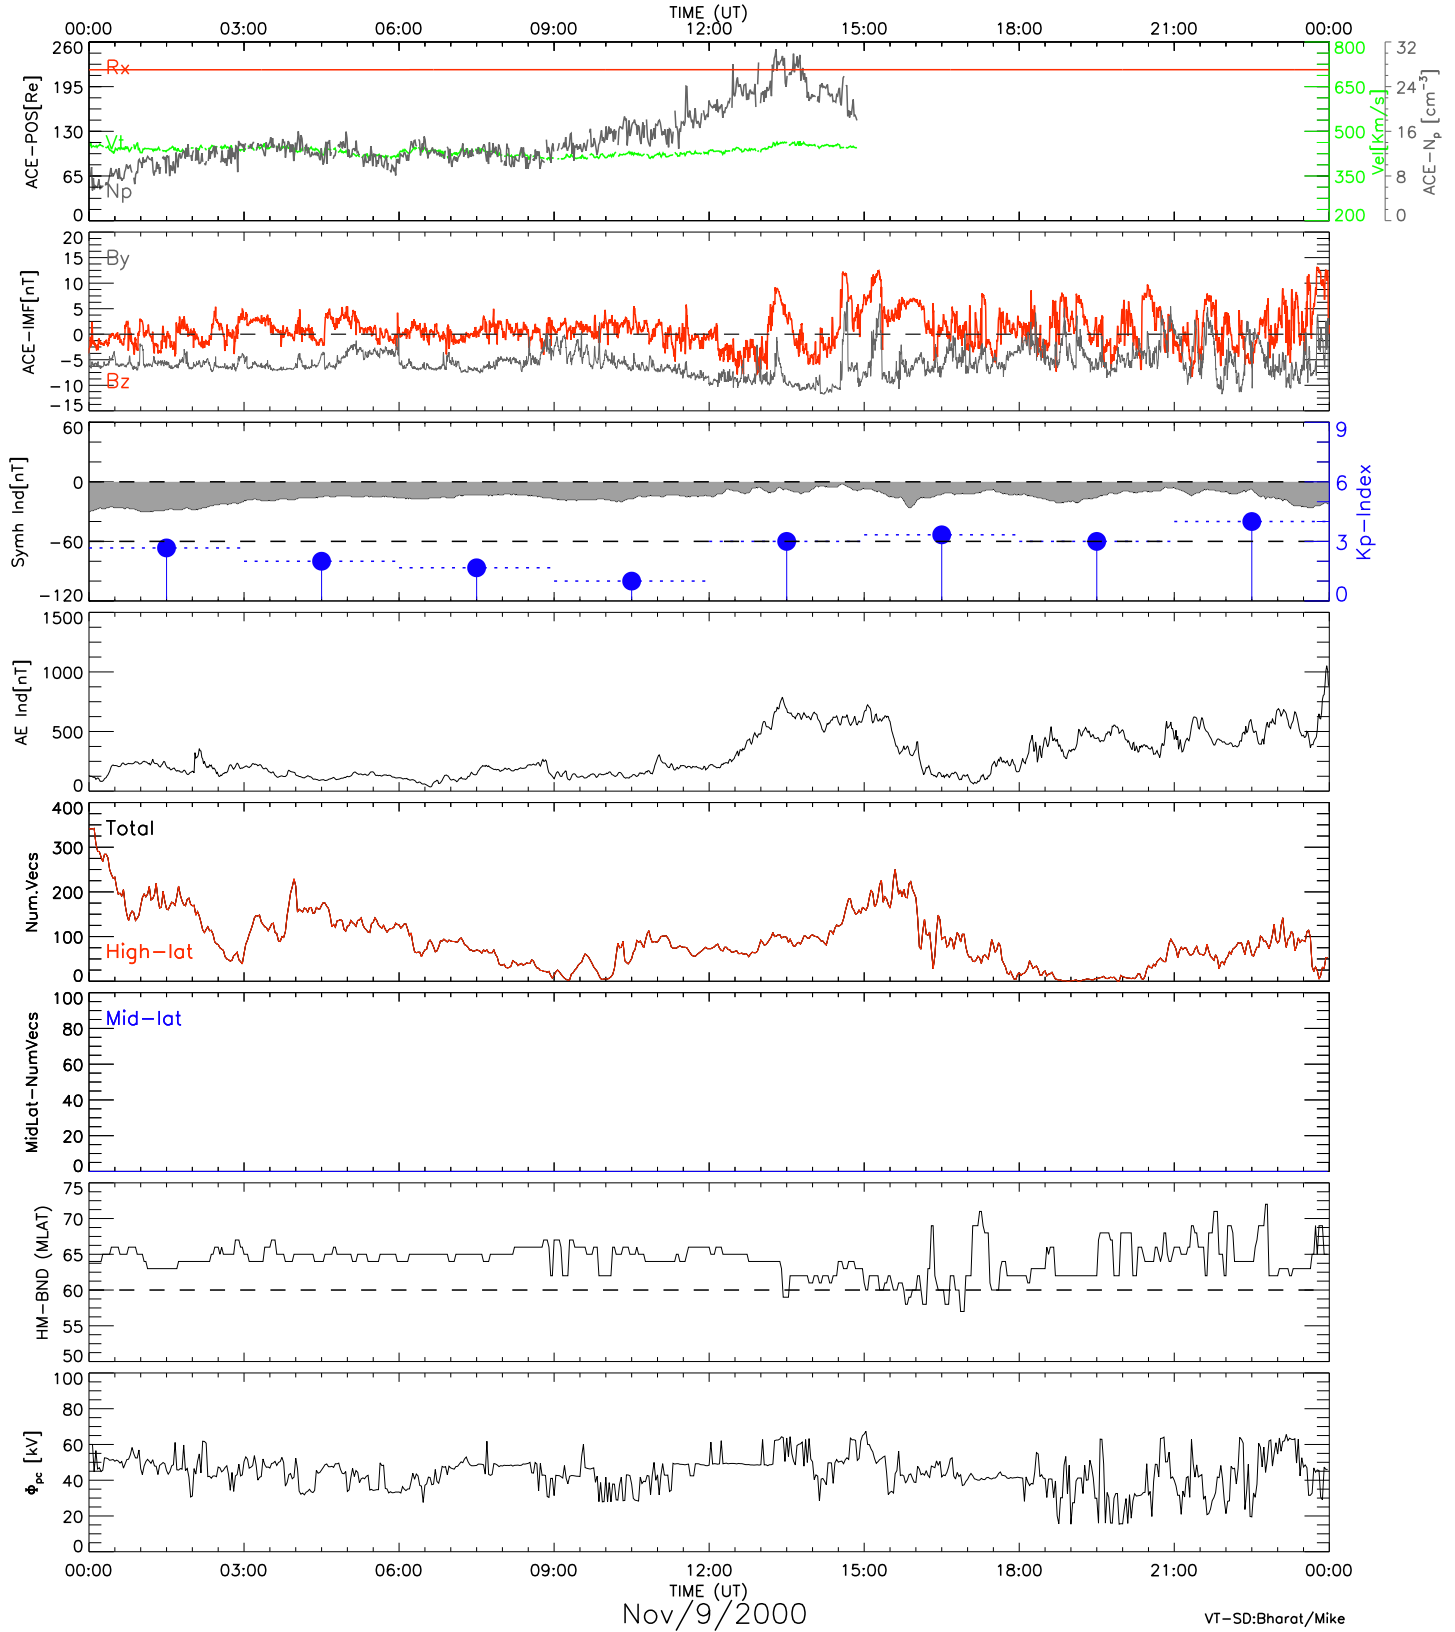 TIME (UT)
00:00 03:00 06:00 09:00 12:00 15:00 18:00 21:00 00:00
ACE-POS[Re]
260
195
130
65
0
Rx
Vt
Np
800
650
500
350
200
Vel[Km/s]
32
24
16
8
0
ACE-Np [cm-3]
ACE-IMF[nT]
20
15
10
5
0
-5
-10
-15
By
Bz
Symh Ind[nT]
60
0
-60
-120
9
6
3
0
Kp-Index
AE Ind[nT]
1500
1000
500
0
Num.Vecs
400
300
200
100
0
Total
High-lat
MidLat-NumVecs
100
80
60
40
20
0
Mid-lat
HM-BND (MLAT)
75
70
65
60
55
50
Φpc [kV]
100
80
60
40
20
0
00:00 03:00 06:00 09:00 12:00 15:00 18:00 21:00 00:00
TIME (UT)
Nov/9/2000
VT-SD:Bharat/Mike